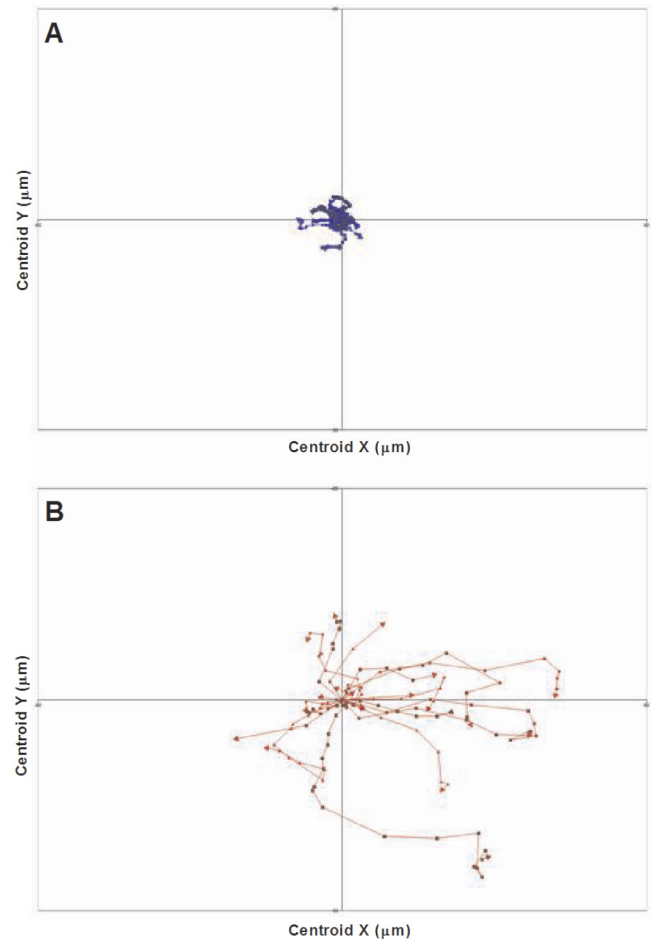 A
Centroid Y (μm)
Centroid X (μm)
B
Centroid Y (μm)
Centroid X (μm)